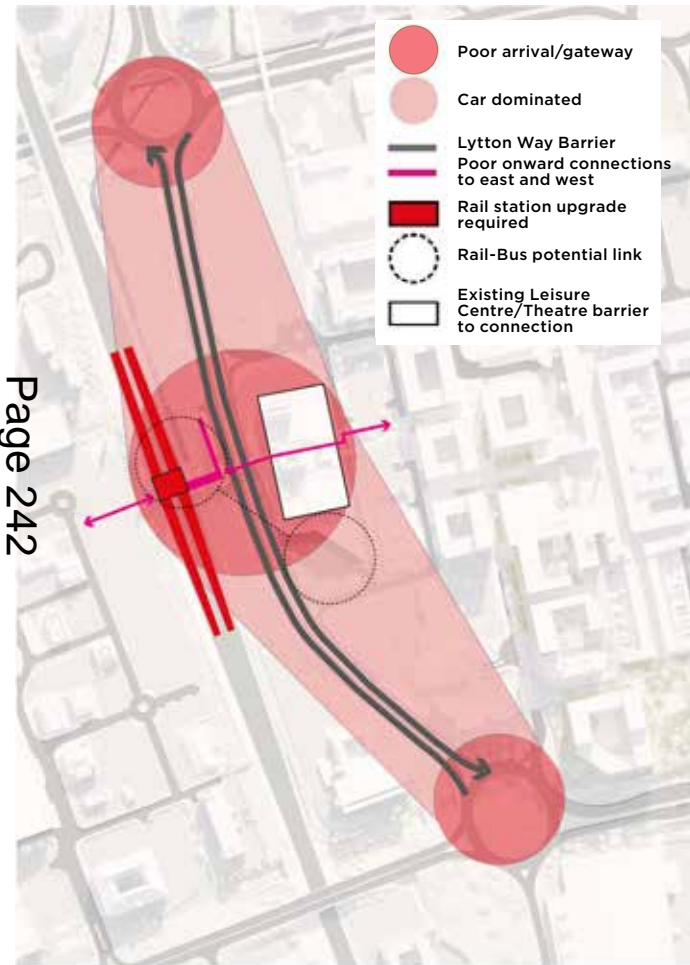 Poor arrival/gateway
Car dominated
Lytton Way Barrier
Poor onward connections
to east and west
Rail station upgrade
required
Rail-Bus potential link
Existing Leisure
Centre/Theatre barrier
to connection
Page 242